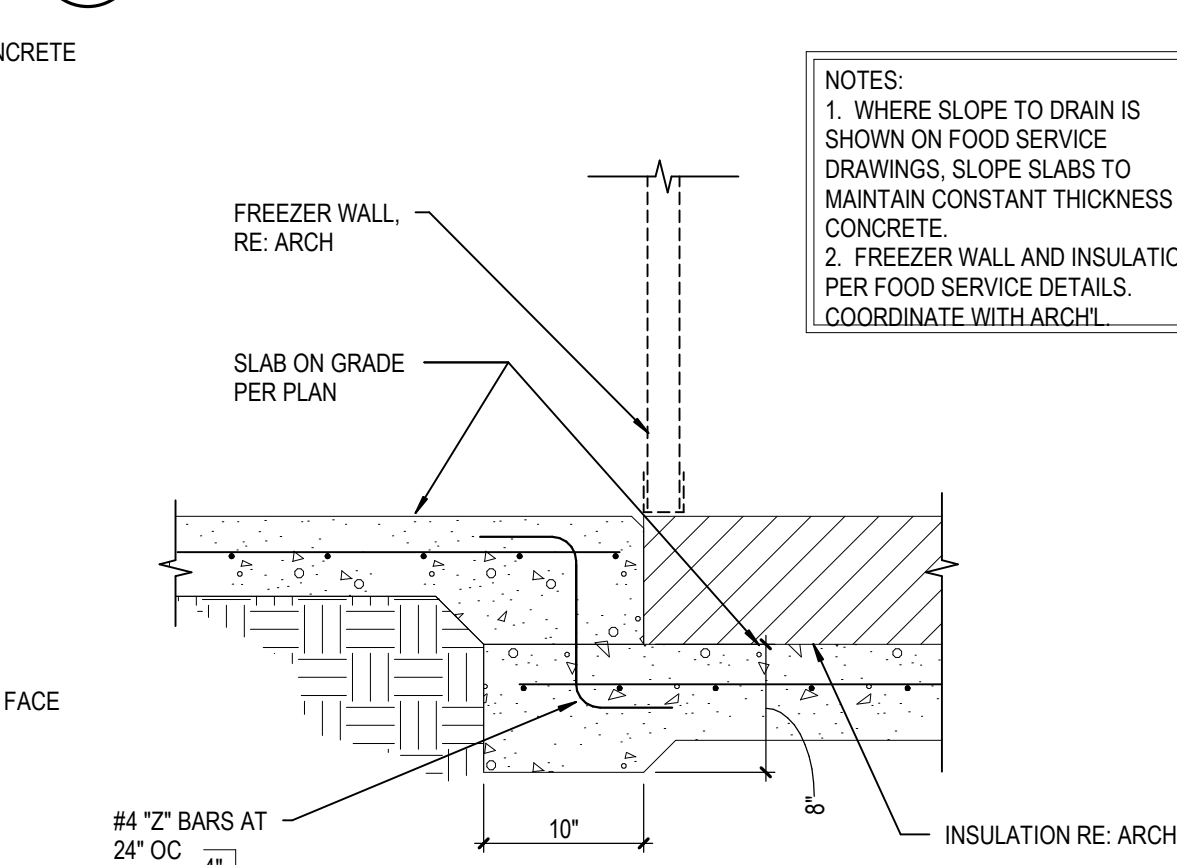 NCRETE
NOTES:
1. WHERE SLOPE TO DRAIN IS
SHOWN ON FOOD SERVICE
DRAWINGS, SLOPE SLABS TO
MAINTAIN CONSTANT THICKNESS
CONCRETE.
2. FREEZER WALL AND INSULATIO
PER FOOD SERVICE DETAILS.
COORDINATE WITH ARCH'L.
FREEZER WALL,
RE: ARCH
SLAB ON GRADE
PER PLAN
FACE
#4 "Z" BARS AT
24" OC
4"
10"
8"
INSULATION RE: ARCH